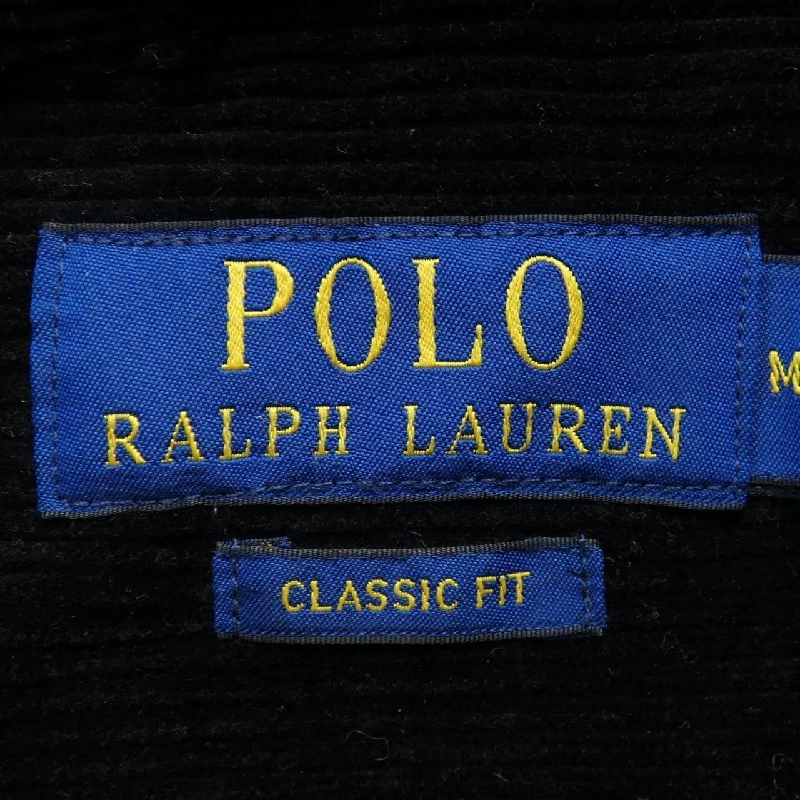 POLO
RALPH LAUREN
M
CLASSIC FIT